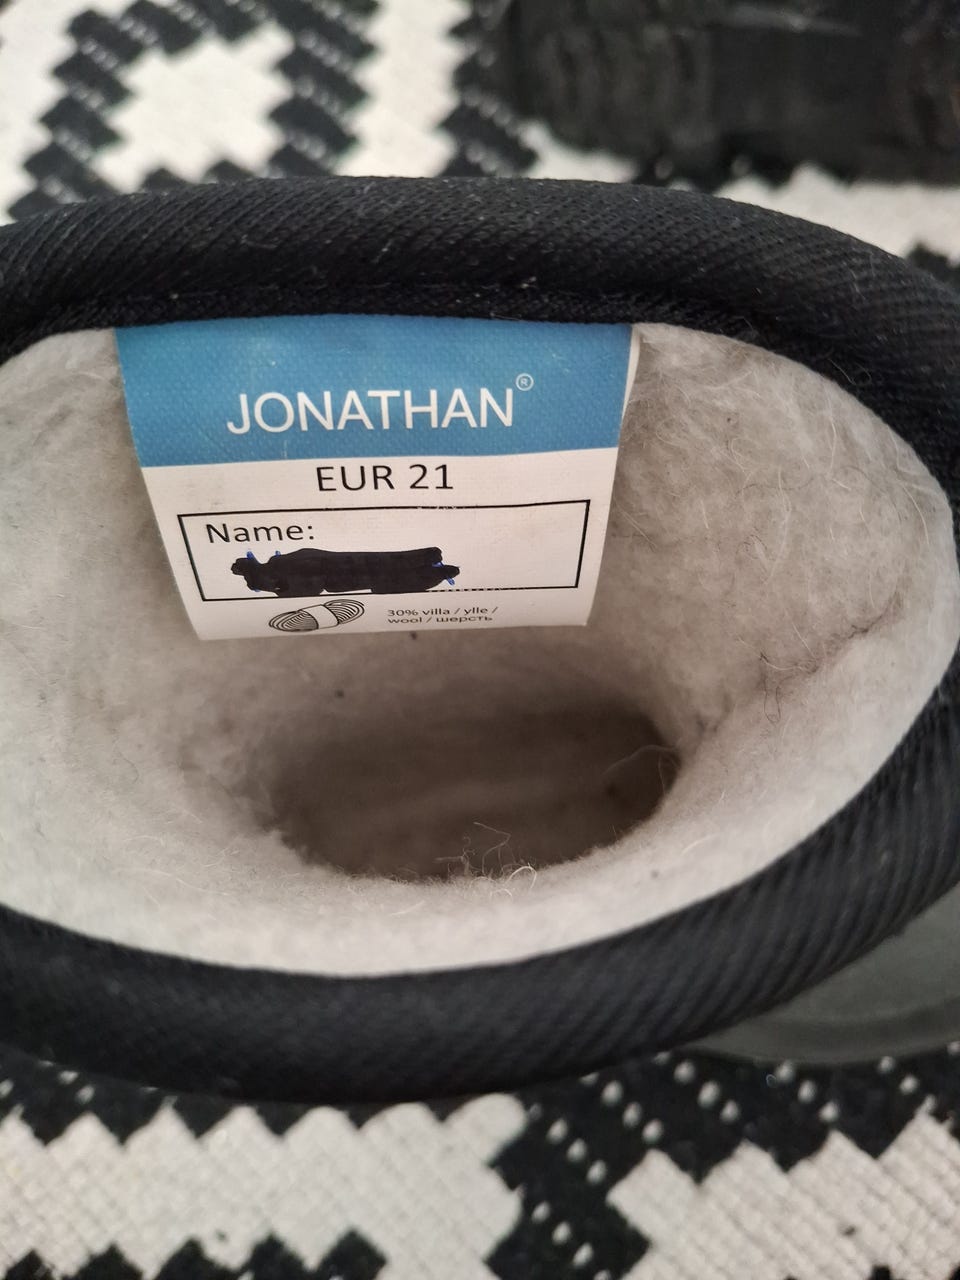 JONATHAN®
EUR 21
Name:
30% villa / ylle /
wool / шерсть